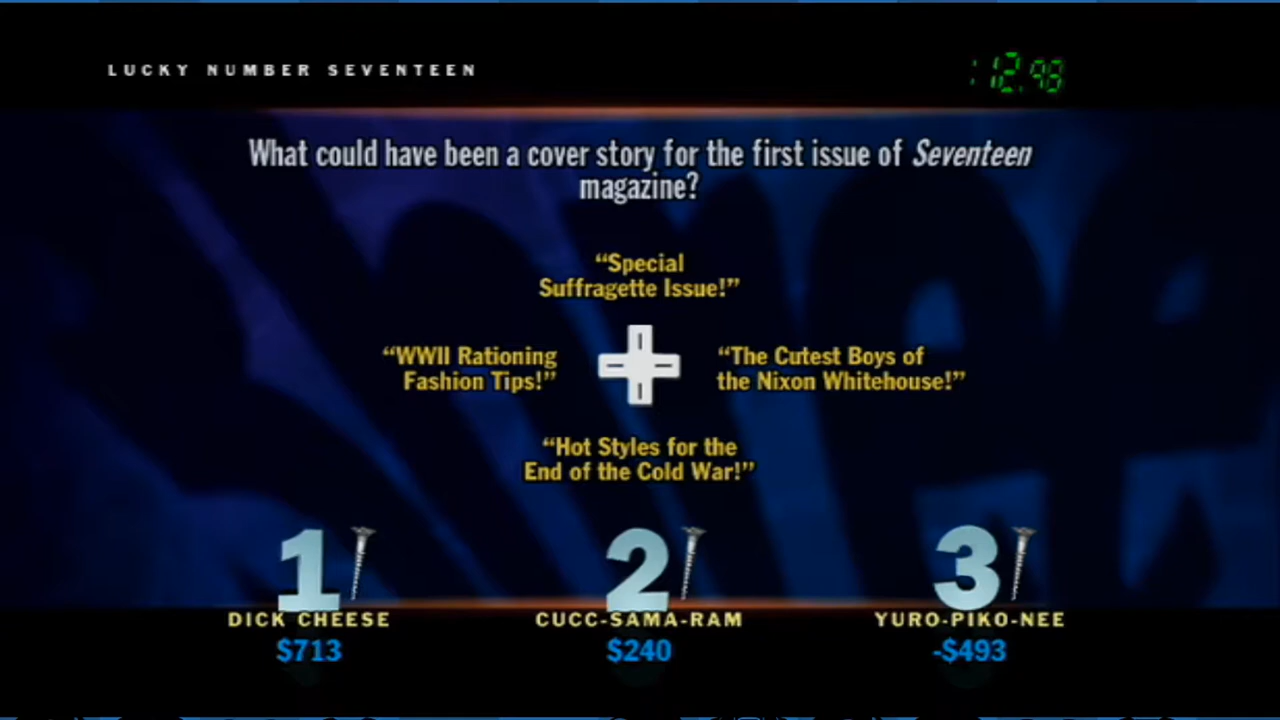 LUCKY NUMBER SEVENTEEN
:12.93
What could have been a cover story for the first issue of Seventeen
magazine?
“Special
Suffragette Issue!”
“WWII Rationing
Fashion Tips!”
“The Cutest Boys of
the Nixon Whitehouse!”
“Hot Styles for the
End of the Cold War!”
1
2
3
DICK CHEESE
CUCC-SAMA-RAM
YURO-PIKO-NEE
$713
$240
-$493